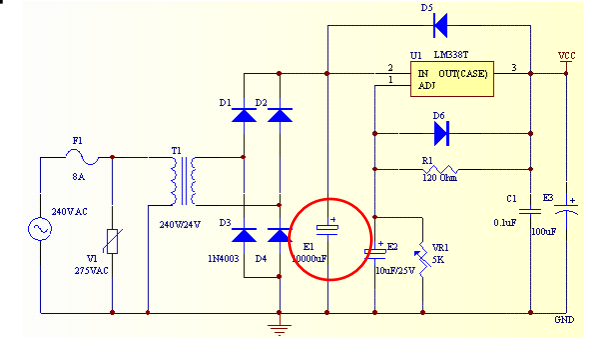 D5
U1 LM338T
VCC
2 IN OUT(CASE) 3
1 ADJ
D1 D2
D6
F1
8A
T1
R1
120 Ohm
240VAC
240V/24V
C1 E3
0.1uF
100uF
D3
1N4003 D4
E1
10000uF
E2
10uF/25V
VR1
5K
V1
275VAC
GND